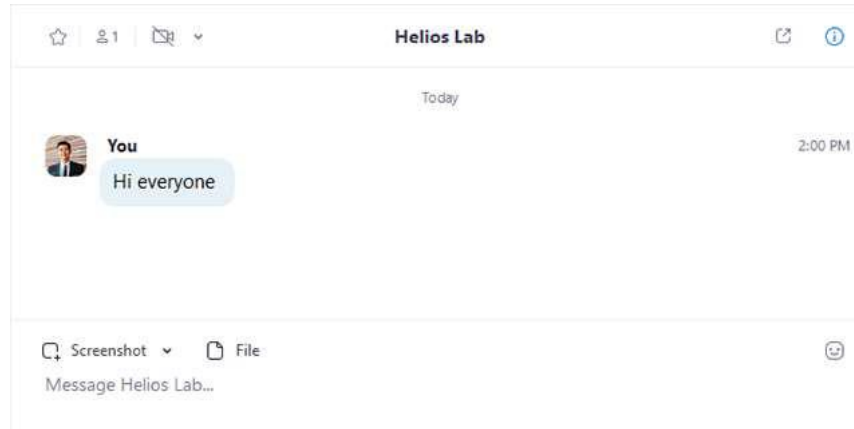 1
Helios Lab
Today
You
2:00 PM
Hi everyone
Screenshot
File
Message Helios Lab...